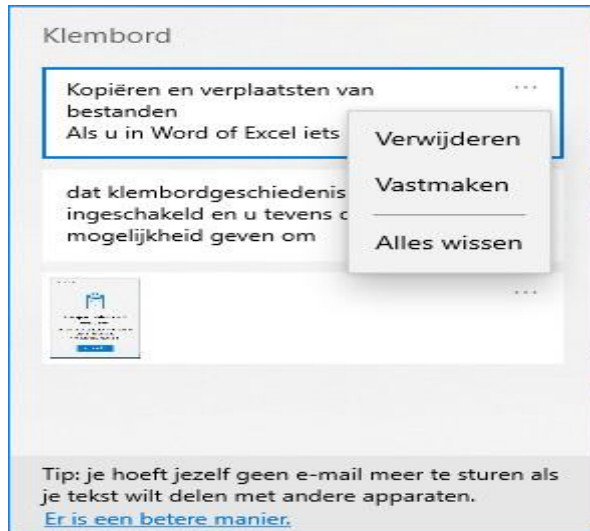 Klembord
Kopiëren en verplaatsten van
bestanden
Als u in Word of Excel iets
Verwijderen
Vastmaken
Alles wissen
dat klembordgeschiedenis
ingeschakeld en u tevens
mogelijkheid geven om
Tip: je hoeft jezelf geen e-mail meer te sturen als
je tekst wilt delen met andere apparaten.
Er is een betere manier.